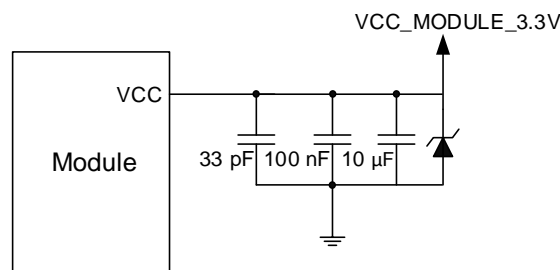 VCC_MODULE_3.3V
VCC
Module
33 pF 100 nF 10 µF